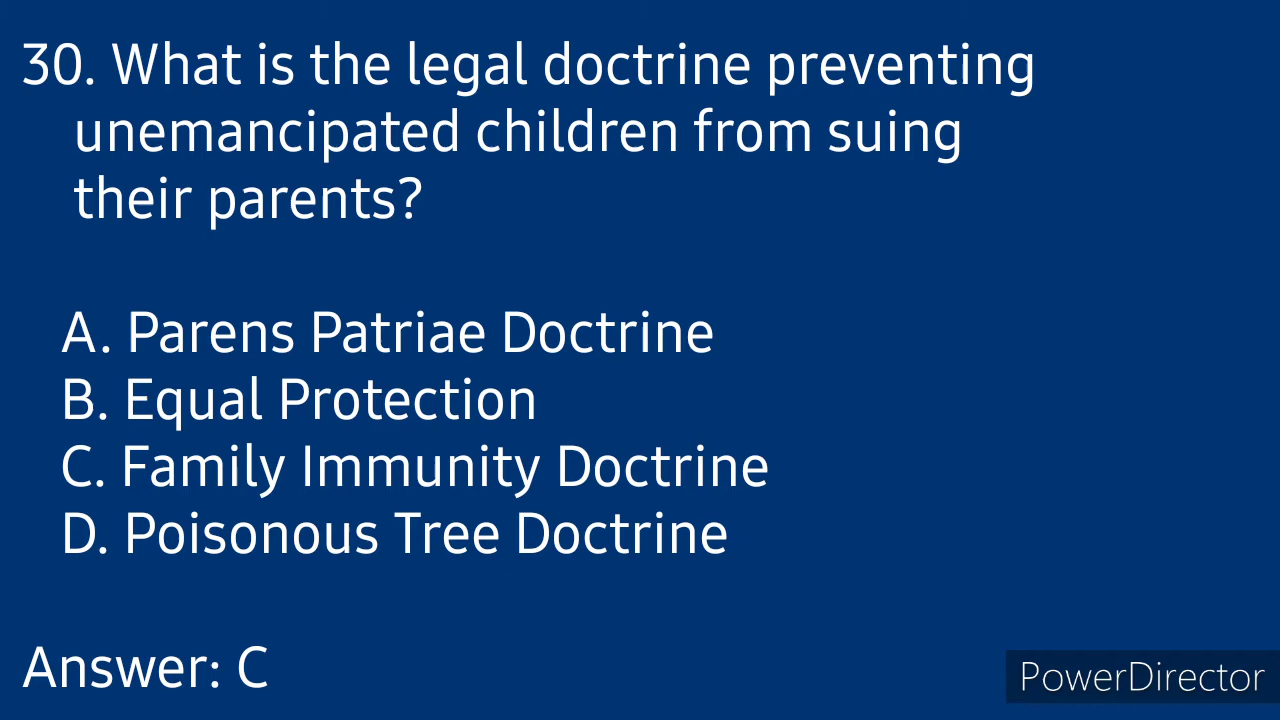 30. What is the legal doctrine preventing
unemancipated children from suing
their parents?
A. Parens Patriae Doctrine
B. Equal Protection
C. Family Immunity Doctrine
D. Poisonous Tree Doctrine
Answer: C
PowerDirector